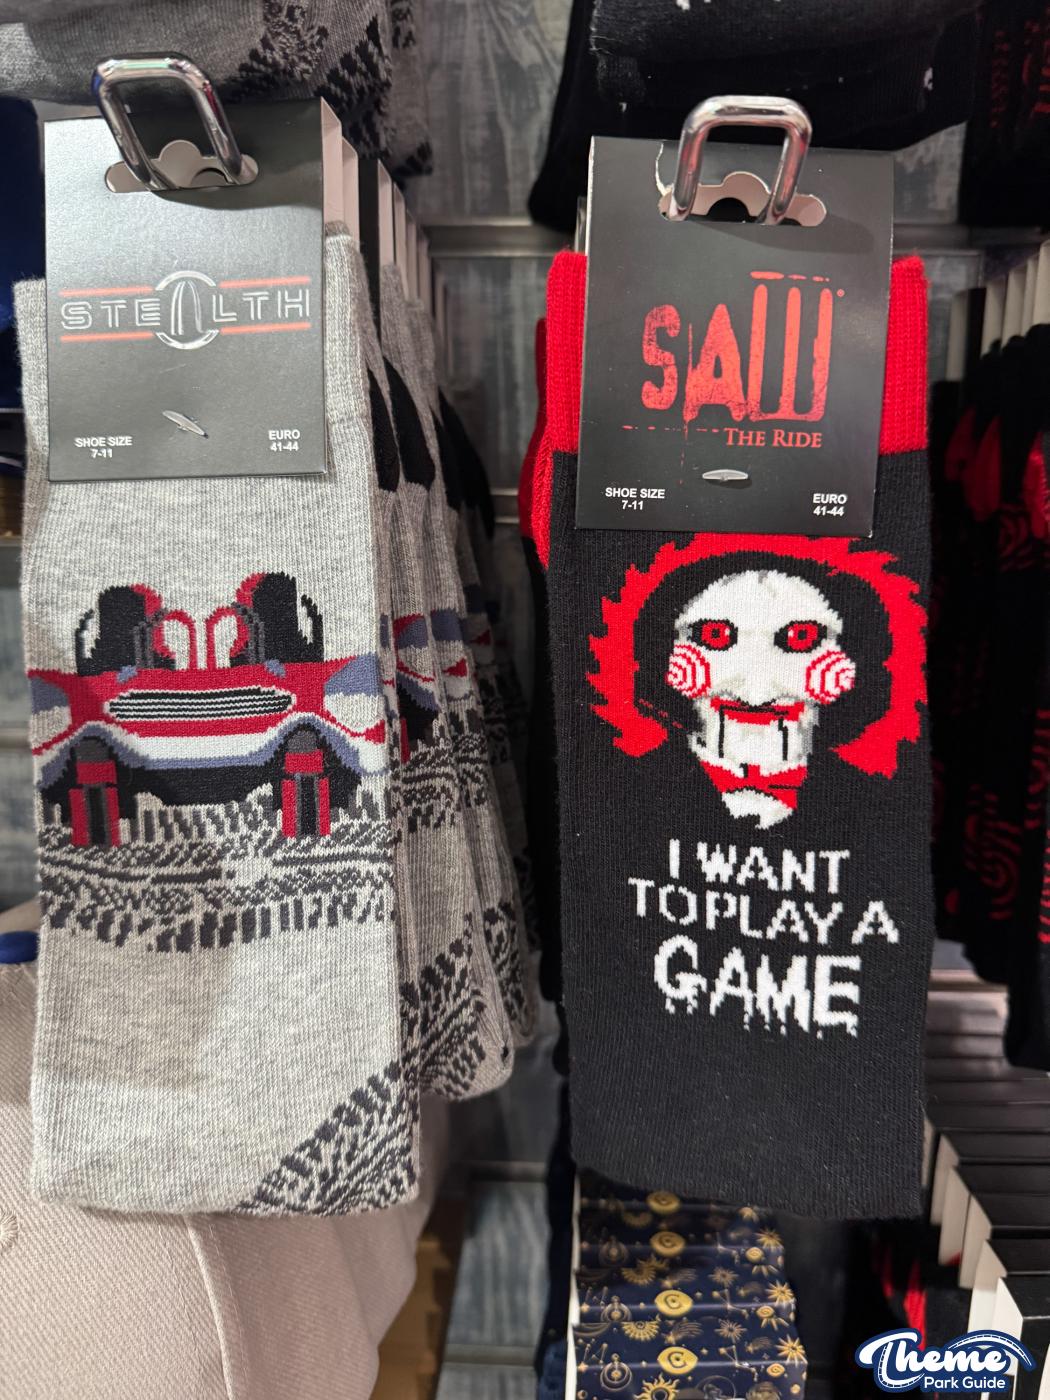 STEALTH
SHOE SIZE
7-11
EURO
41-44
SAW®
THE RIDE
SHOE SIZE
7-11
EURO
41-44
I WANT
TO PLAY A
GAME
Theme
Park Guide